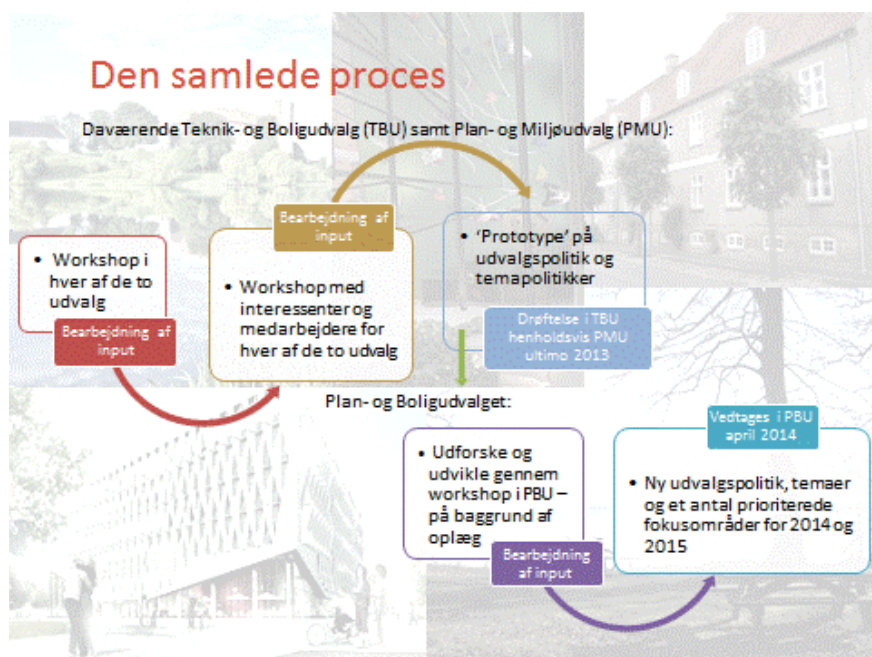 Den samlede proces
Daværende Teknik- og Boligudvalg (TBU) samt Plan- og Miljøudvalg (PMU):
• Workshop i
hver af de to
udvalg
Bearbejdning af
input
Bearbejdning af
input
• Workshop med
interessenter og
medarbejdere for
hver af de to udvalg
• ‘Prototype’ på
udvalgspolitik og
temapolitikker
Drøftelse i TBU
henholdsvis PMU
ultimo 2013
Plan- og Boligudvalget:
• Udforske og
udvikle gennem
workshop i PBU –
på baggrund af
oplæg
Bearbejdning
af input
Vedtages i PBU
april 2014
• Ny udvalgspolitik, temaer
og et antal prioriterede
fokusområder for 2014 og
2015